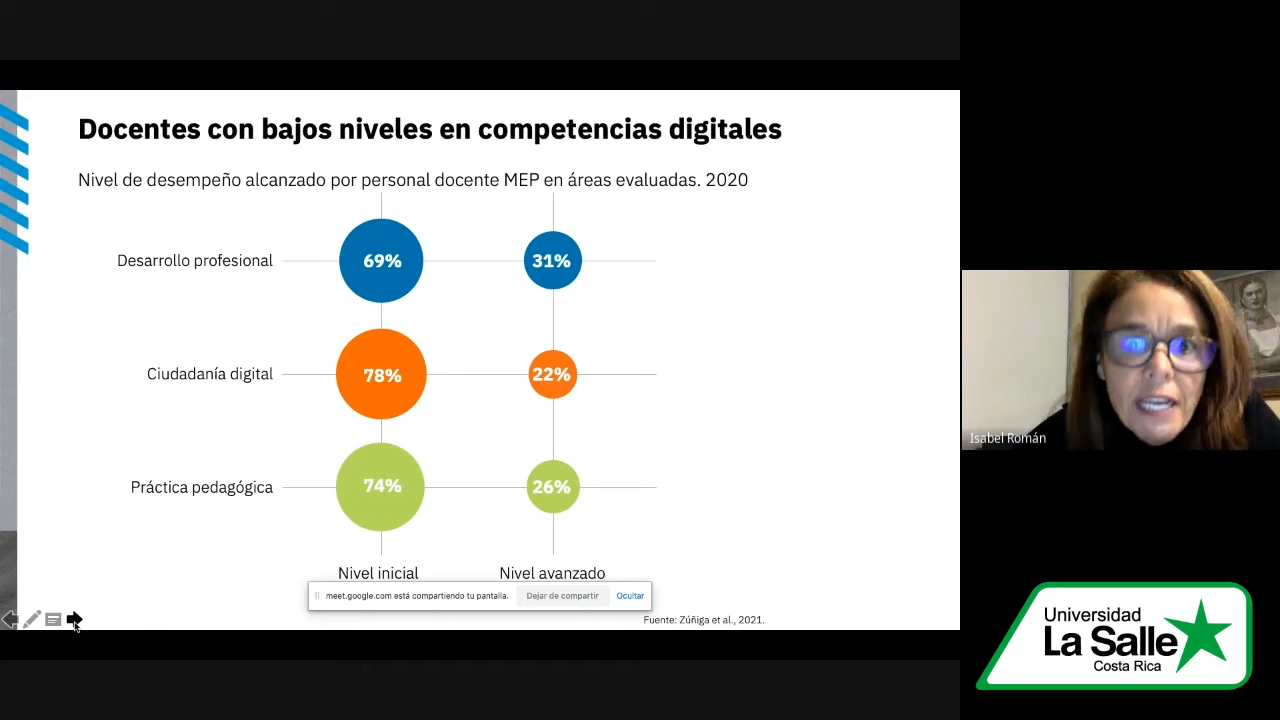 Docentes con bajos niveles en competencias digitales
Nivel de desempeño alcanzado por personal docente MEP en áreas evaluadas. 2020
Desarrollo profesional
69%
31%
Ciudadanía digital
78%
22%
Práctica pedagógica
74%
26%
Nivel inicial
Nivel avanzado
meet.google.com está compartiendo tu pantalla.
Dejar de compartir
Ocultar
Fuente: Zúñiga et al., 2021.
Isabel Román
Universidad
La Salle
Costa Rica